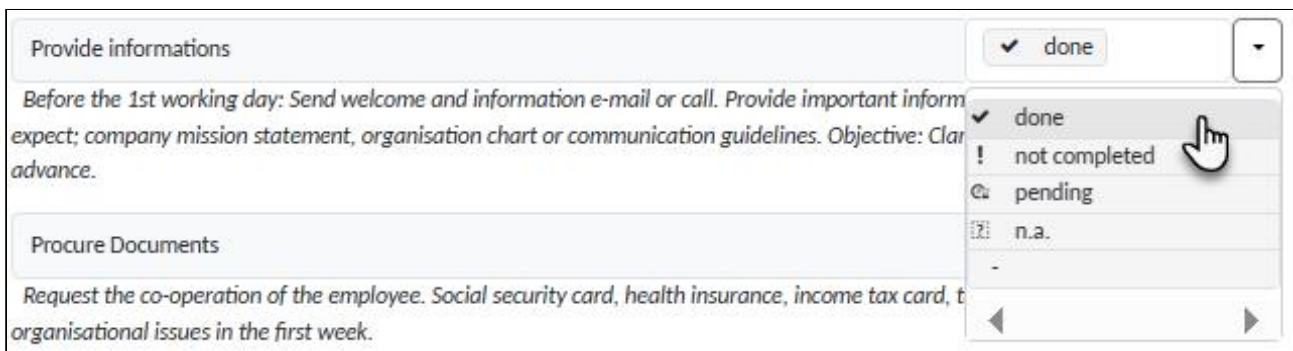 Provide informations
done
Before the 1st working day: Send welcome and information e-mail or call. Provide important inform
expect; company mission statement, organisation chart or communication guidelines. Objective: Clar
advance.
done
not completed
pending
n.a.
-
Procure Documents
Request the co-operation of the employee. Social security card, health insurance, income tax card, t
organisational issues in the first week.